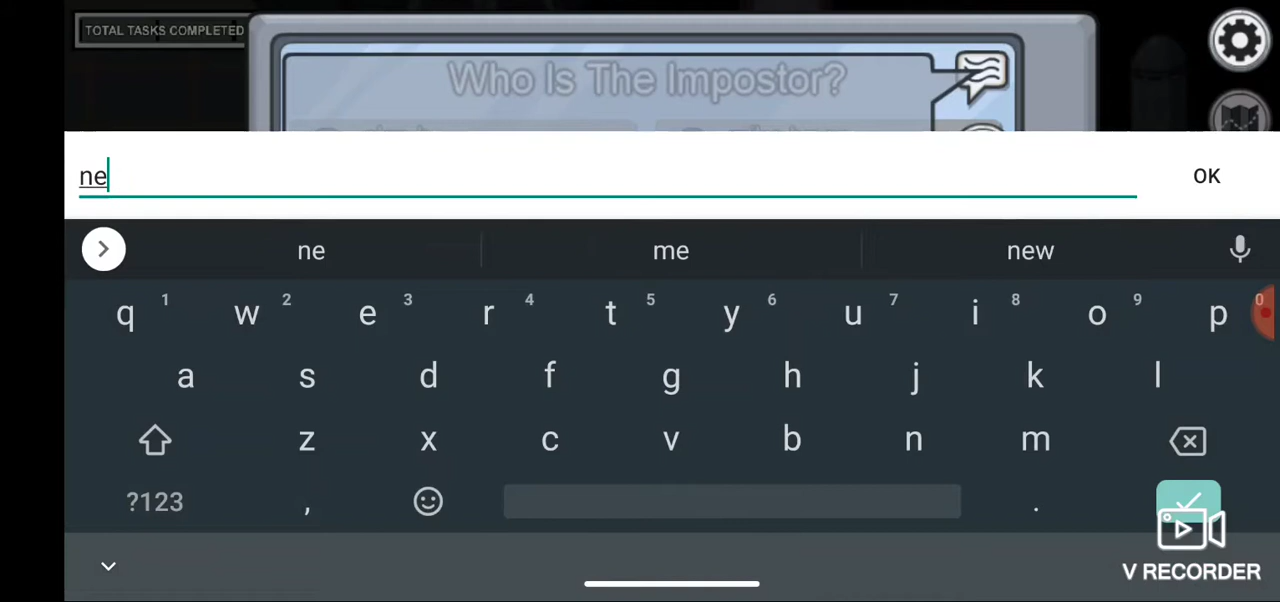 TOTAL TASKS COMPLETED
Who Is The Impostor?
ne
OK
ne me new
q 1 w 2 e 3 r 4 t 5 y 6 u 7 i 8 o 9 p 0
a s d f g h j k l
z x c v b n m
?123 , .
V RECORDER